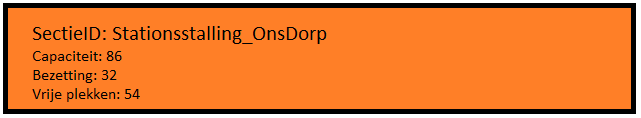 SectieID: Stationsstalling_OnsDorp
Capaciteit: 86
Bezetting: 32
Vrije plekken: 54